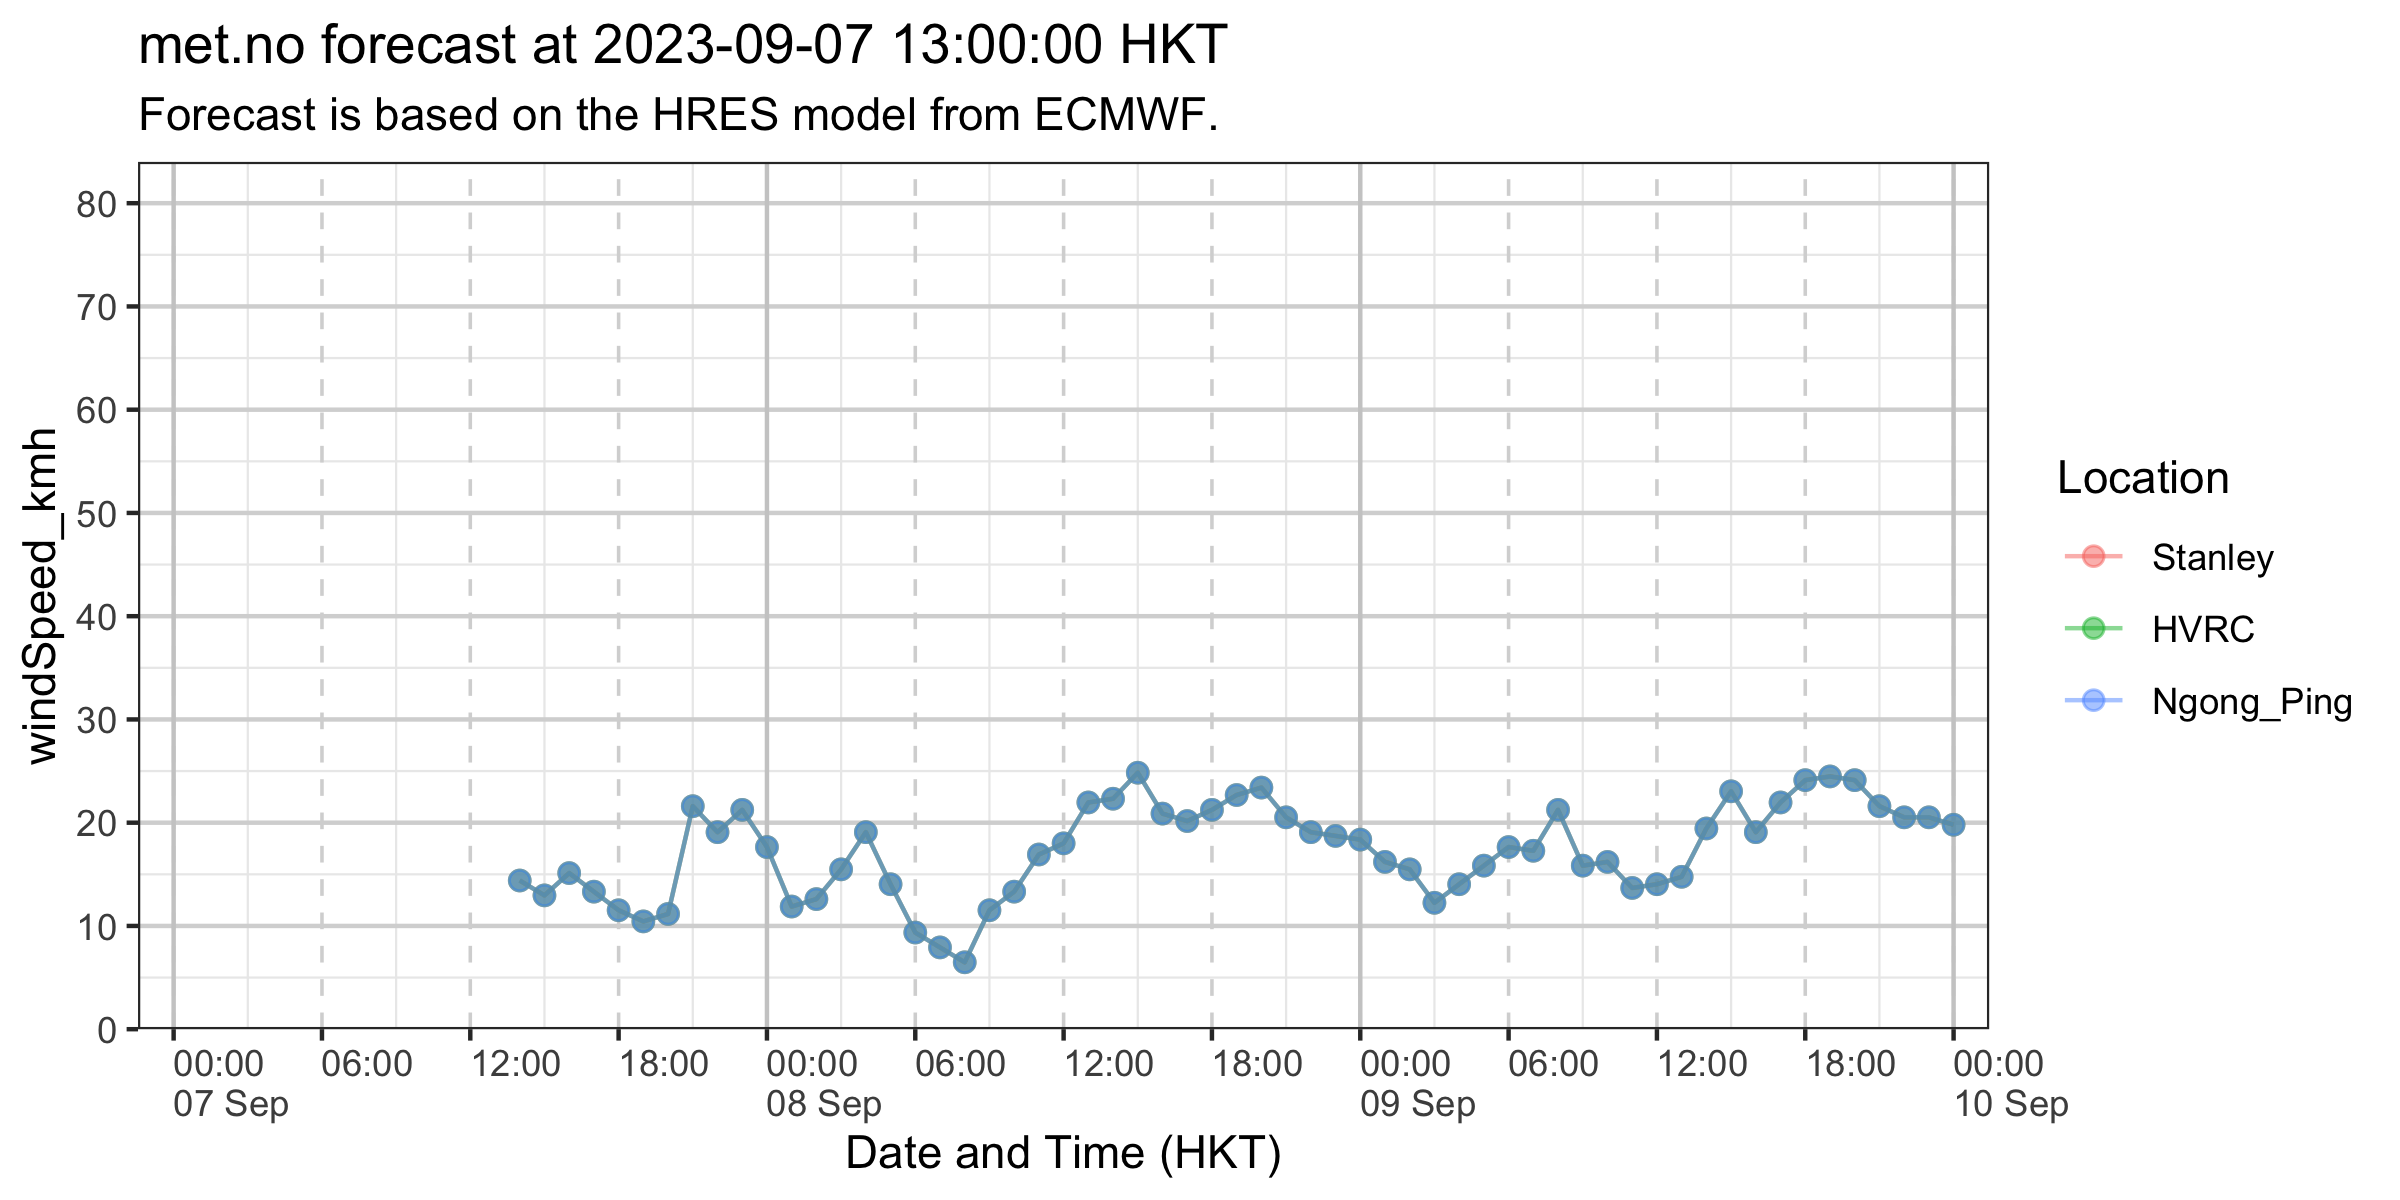 met.no forecast at 2023-09-07 13:00:00 HKT
Forecast is based on the HRES model from ECMWF.
windSpeed_kmh
80
70
60
50
40
30
20
10
0
00:00 06:00 12:00 18:00 00:00 06:00 12:00 18:00 00:00 06:00 12:00 18:00 00:00
07 Sep 08 Sep 09 Sep 10 Sep
Date and Time (HKT)
Location
Stanley
HVRC
Ngong_Ping